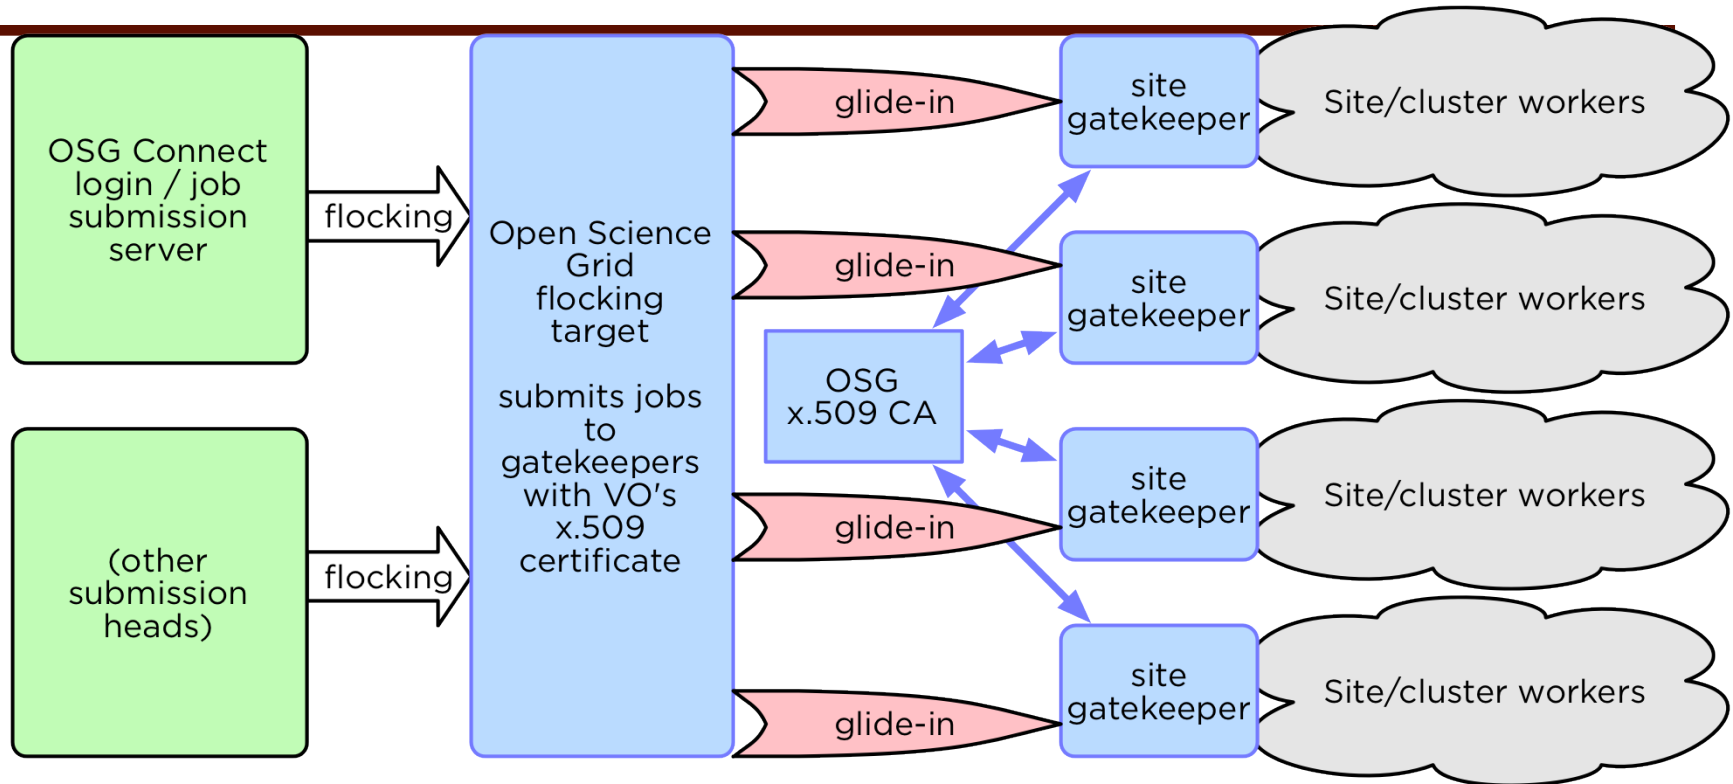 OSG Connect
login / job
submission
server
flocking
(other
submission
heads)
flocking
Open Science
Grid
flocking
target
submits jobs
to
gatekeepers
with VO's
x.509
certificate
glide-in
glide-in
glide-in
glide-in
OSG
x.509 CA
site
gatekeeper
Site/cluster workers
site
gatekeeper
Site/cluster workers
site
gatekeeper
Site/cluster workers
site
gatekeeper
Site/cluster workers